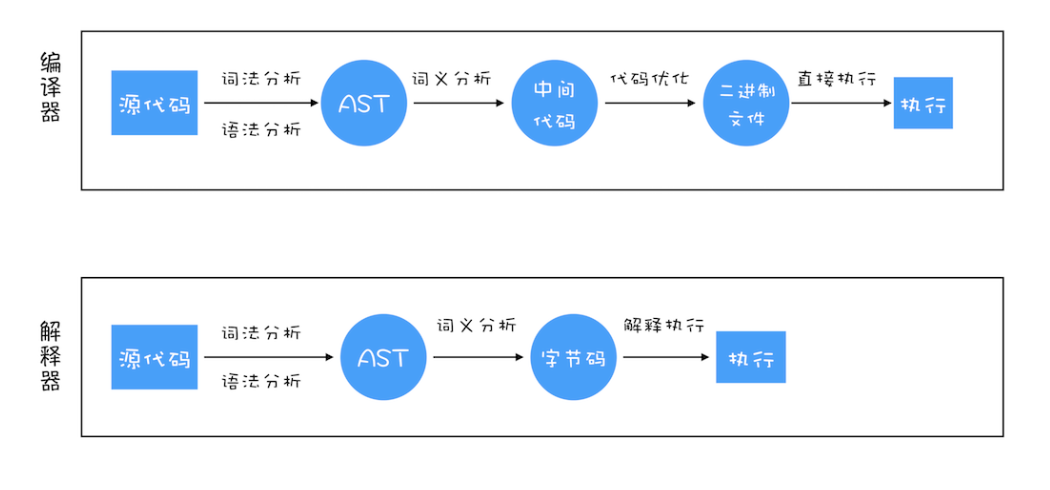 编译器
源代码
词法分析
语法分析
AST
词义分析
中间
代码
代码优化
二进制
文件
直接执行
执行
解释器
源代码
词法分析
语法分析
AST
词义分析
字节码
解释执行
执行